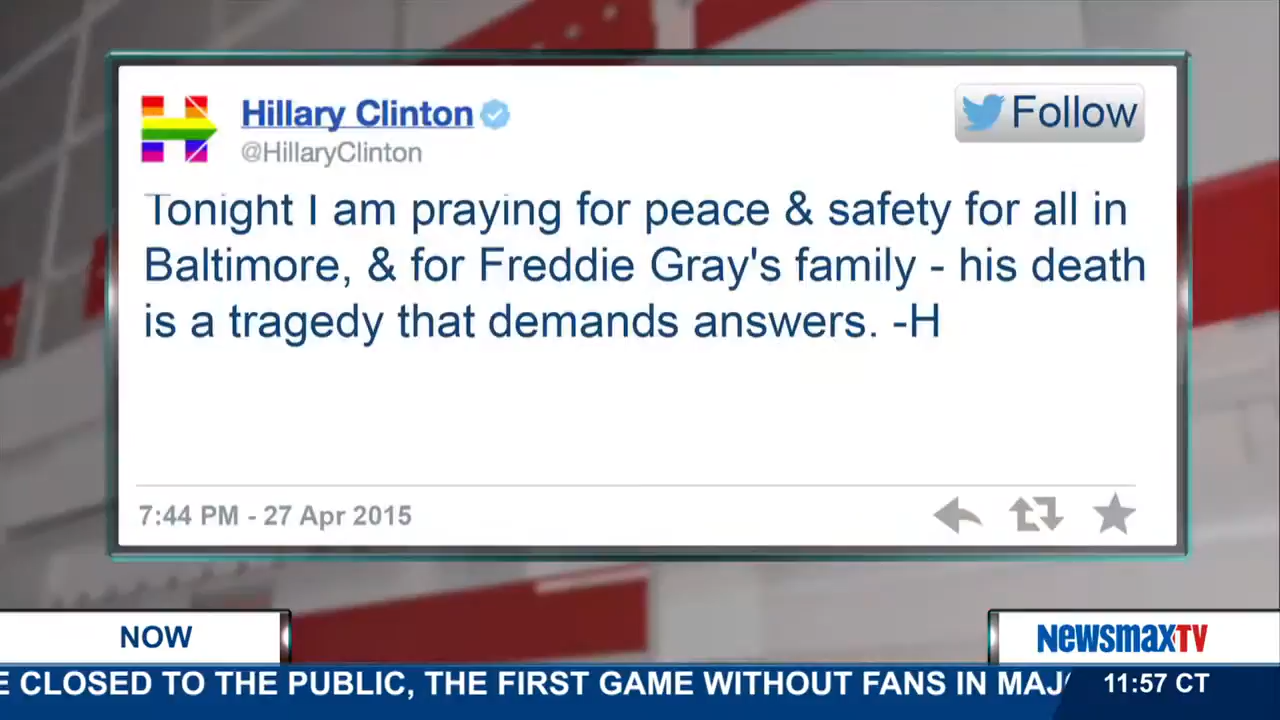 Hillary Clinton
@HillaryClinton
Follow
Tonight I am praying for peace & safety for all in
Baltimore, & for Freddie Gray's family - his death
is a tragedy that demands answers. -H
7:44 PM - 27 Apr 2015
NOW
NEWSMAXTV
E CLOSED TO THE PUBLIC, THE FIRST GAME WITHOUT FANS IN MAJ
11:57 CT